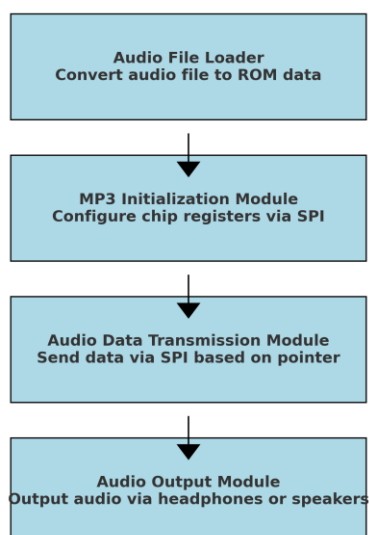 Audio File Loader
Convert audio file to ROM data
MP3 Initialization Module
Configure chip registers via SPI
Audio Data Transmission Module
Send data via SPI based on pointer
Audio Output Module
Output audio via headphones or speakers